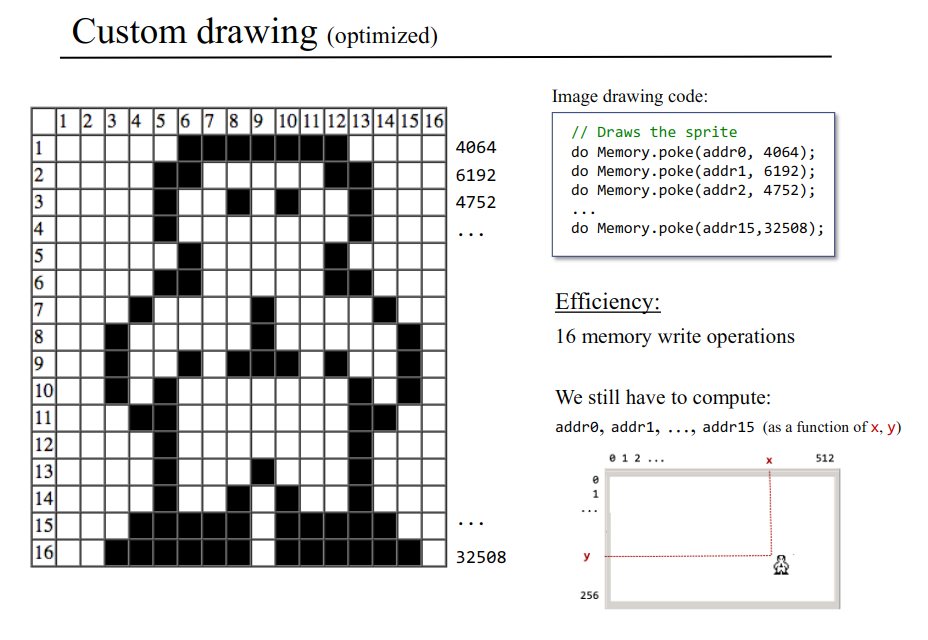 Custom drawing (optimized)
1 2 3 4 5 6 7 8 9 10 11 12 13 14 15 16
1 4064
2 6192
3 4752
4 ...
5
6
7
8
9
10
11
12
13
14
15 ...
16 32508
Image drawing code:
// Draws the sprite
do Memory.poke(addr0, 4064);
do Memory.poke(addr1, 6192);
do Memory.poke(addr2, 4752);
...
do Memory.poke(addr15,32508);
Efficiency:
16 memory write operations
We still have to compute:
addr0, addr1, ..., addr15 (as a function of x, y)
0 1 2 ... x 512
0
1
...
y
256